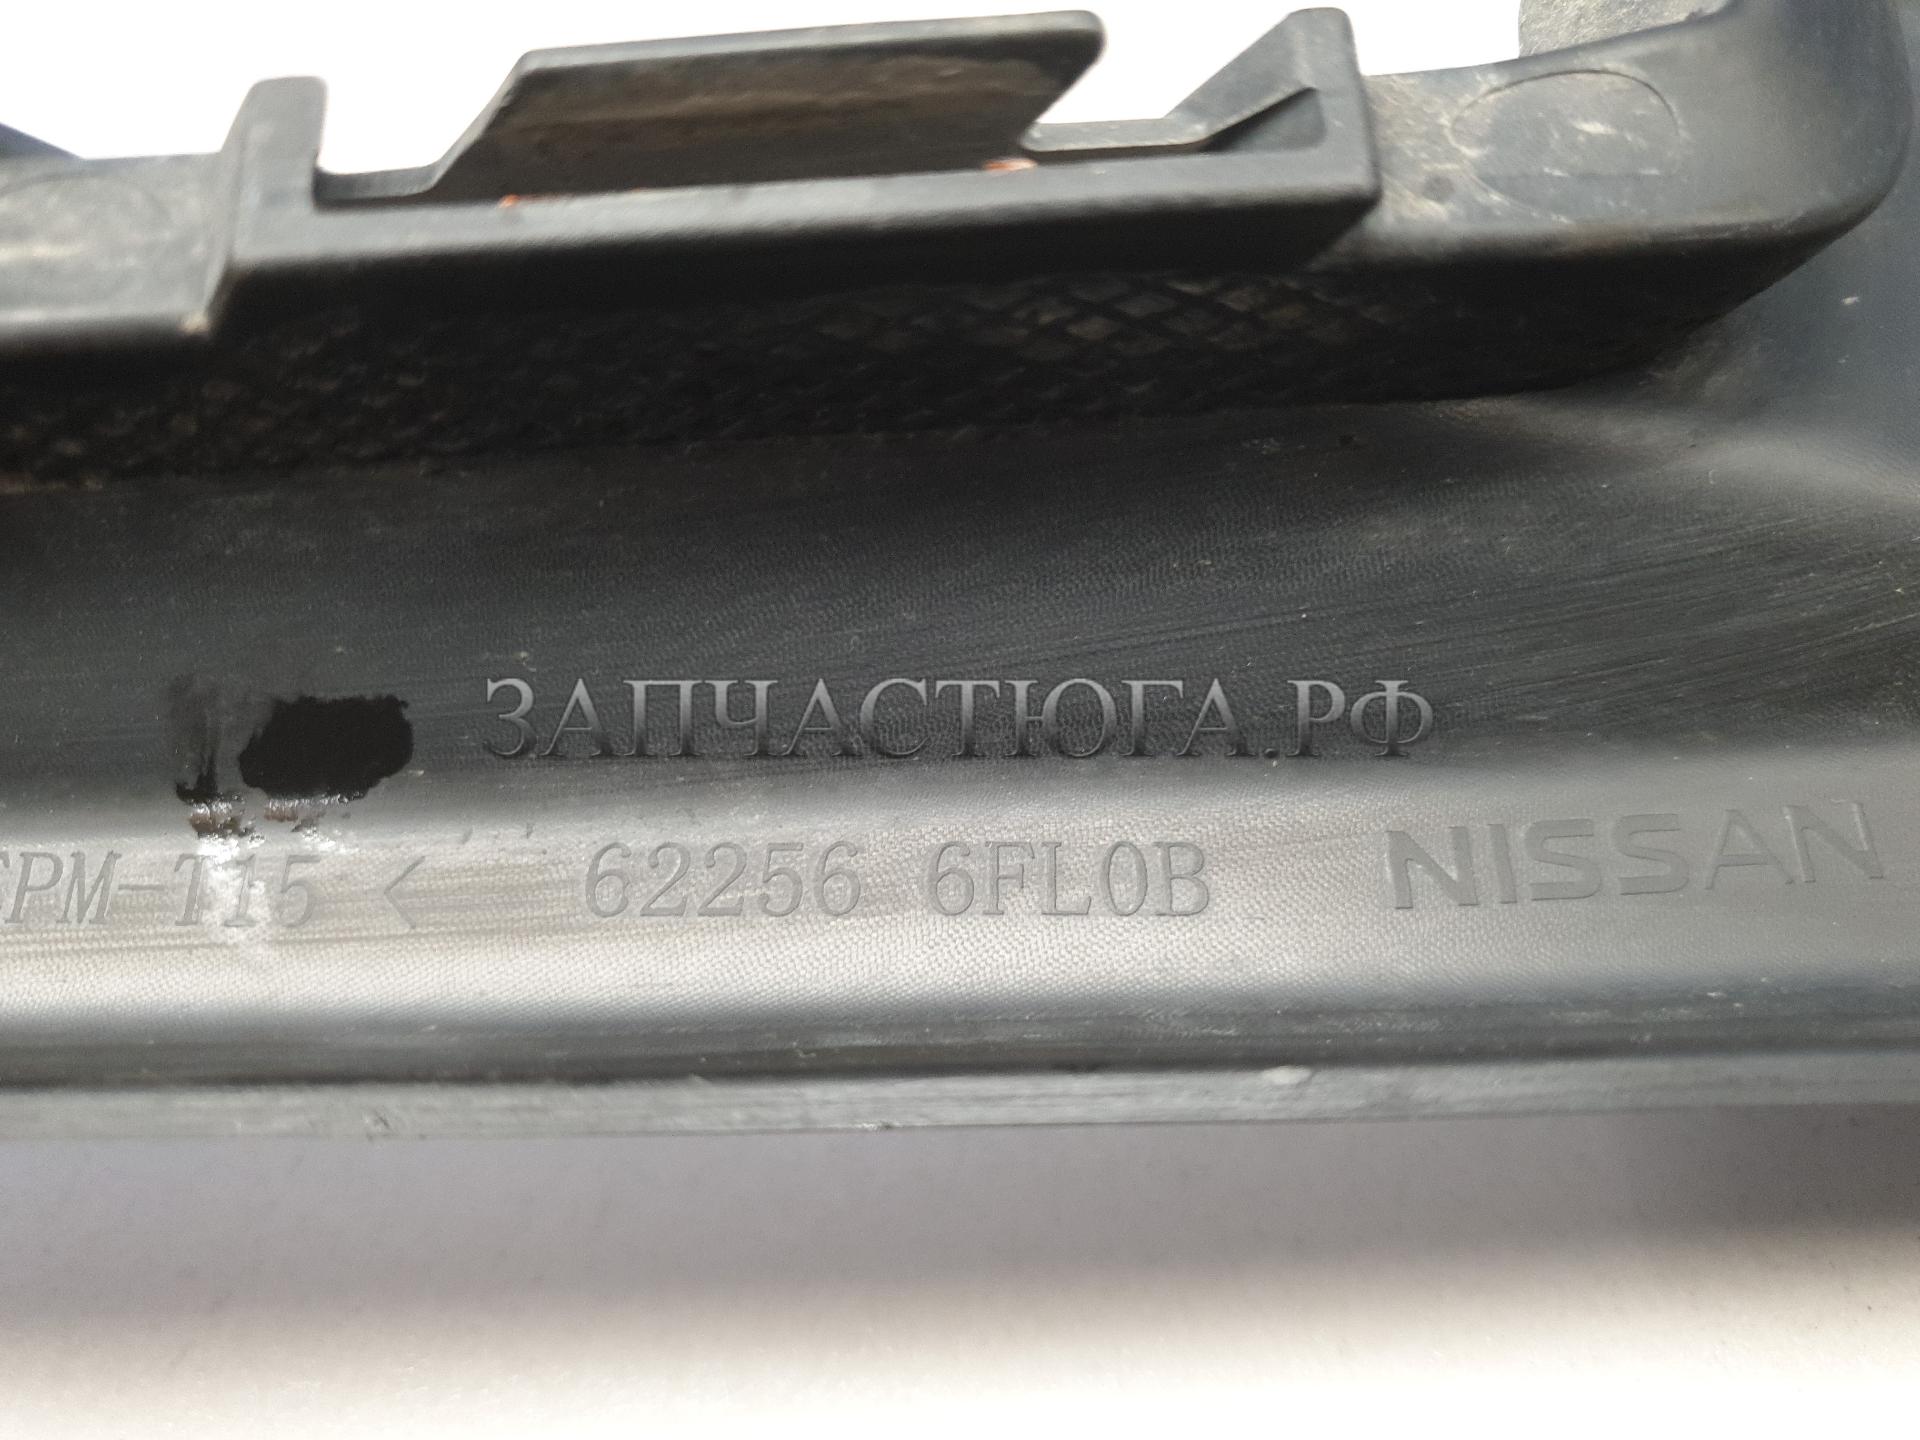 ЗАПЧАСТЮГА.РФ
PM-T15 < 62256 6FL0B NISSAN